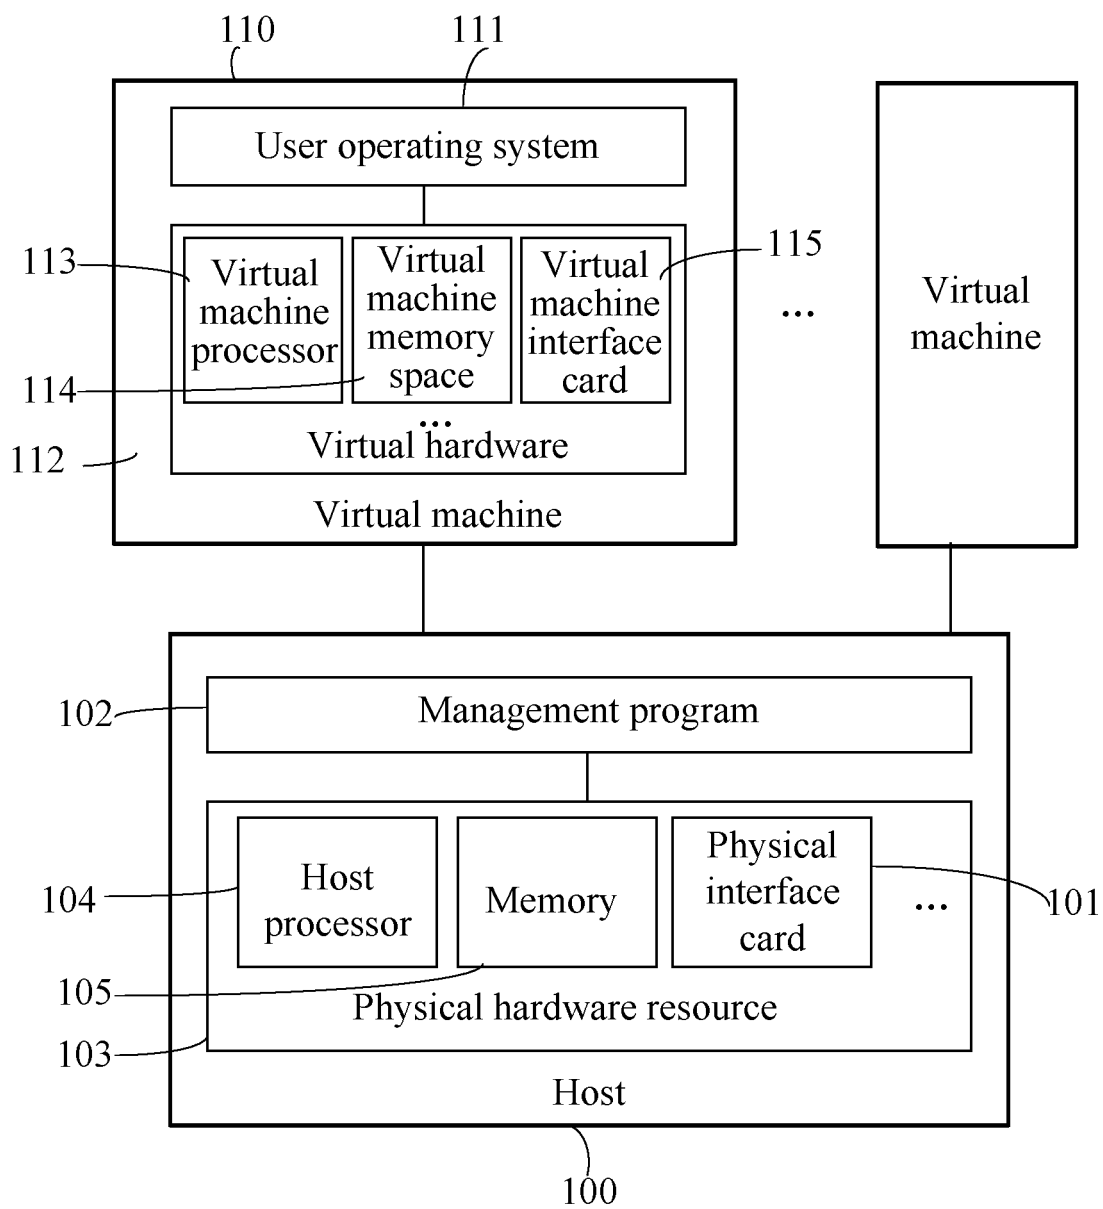 110
111
User operating system
113
Virtual
machine
processor
Virtual
machine
memory
space
Virtual
machine
interface
card
115
114
...
Virtual hardware
112
Virtual machine
...
Virtual
machine
102
Management program
104
Host
processor
Memory
Physical
interface
card
...
101
105
Physical hardware resource
103
Host
100